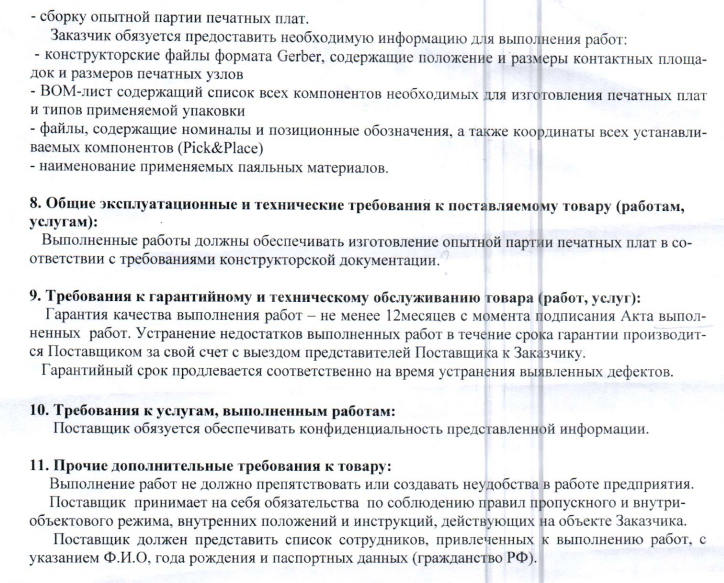 - сборку опытной партии печатных плат.
Заказчик обязуется предоставить необходимую информацию для выполнения работ:
- конструкторские файлы формата Gerber, содержащие положение и размеры контактных площа-
док и размеров печатных узлов
- BOM-лист содержащий список всех компонентов необходимых для изготовления печатных плат
и типов применяемой упаковки
- файлы, содержащие номиналы и позиционные обозначения, а также координаты всех устанавли-
ваемых компонентов (Pick&Place)
- наименование применяемых паяльных материалов.
8. Общие эксплуатационные и технические требования к поставляемому товару (работам,
услугам):
Выполненные работы должны обеспечивать изготовление опытной партии печатных плат в со-
ответствии с требованиями конструкторской документации.
9. Требования к гарантийному и техническому обслуживанию товара (работ, услуг):
Гарантия качества выполнения работ – не менее 12месяцев с момента подписания Акта выпол-
ненных работ. Устранение недостатков выполненных работ в течение срока гарантии производит-
ся Поставщиком за свой счет с выездом представителей Поставщика к Заказчику.
Гарантийный срок продлевается соответственно на время устранения выявленных дефектов.
10. Требования к услугам, выполненным работам:
Поставщик обязуется обеспечивать конфиденциальность представленной информации.
11. Прочие дополнительные требования к товару:
Выполнение работ не должно препятствовать или создавать неудобства в работе предприятия.
Поставщик принимает на себя обязательства по соблюдению правил пропускного и внутри-
объектового режима, внутренних положений и инструкций, действующих на объекте Заказчика.
Поставщик должен представить список сотрудников, привлеченных к выполнению работ, с
указанием Ф.И.О, года рождения и паспортных данных (гражданство РФ).